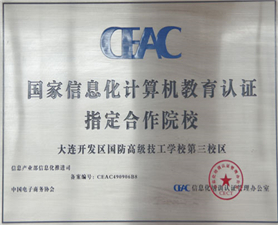 CEAC
国家信息化计算机教育认证
指定合作院校
大连开发区国防高级技工学校第三校区
信息产业部信息化推进司
备案编号：CEAC490906D8
中国电子商务协会
CEAC 信息化培训认证管理办公室